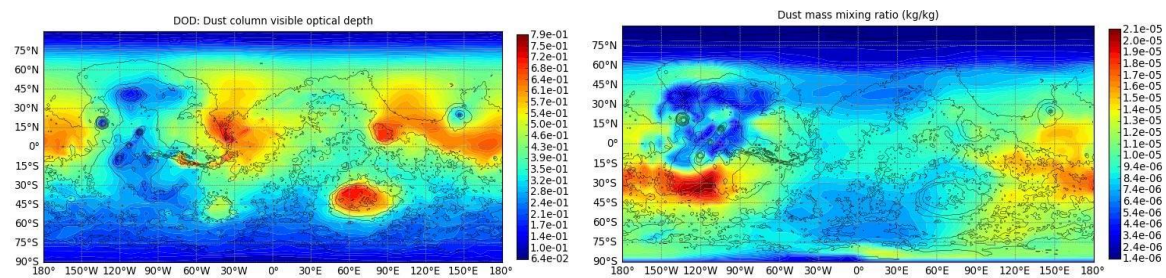 DOD: Dust column visible optical depth
75°N
60°N
45°N
30°N
15°N
0°
15°S
30°S
45°S
60°S
75°S
90°S
180° 150°W 120°W 90°W 60°W 30°W 0° 30°E 60°E 90°E 120°E 150°E 180°
7.9e-01
7.5e-01
7.2e-01
6.8e-01
6.4e-01
6.1e-01
5.7e-01
5.4e-01
5.0e-01
4.6e-01
4.3e-01
3.9e-01
3.5e-01
3.2e-01
2.8e-01
2.4e-01
2.1e-01
1.7e-01
1.4e-01
1.0e-01
6.4e-02
Dust mass mixing ratio (kg/kg)
75°N
60°N
45°N
30°N
15°N
0°
15°S
30°S
45°S
60°S
75°S
90°S
180° 150°W 120°W 90°W 60°W 30°W 0° 30°E 60°E 90°E 120°E 150°E 180°
2.1e-05
2.0e-05
1.9e-05
1.8e-05
1.7e-05
1.6e-05
1.5e-05
1.4e-05
1.3e-05
1.2e-05
1.1e-05
1.0e-05
9.4e-06
8.4e-06
7.4e-06
6.4e-06
5.4e-06
4.4e-06
3.4e-06
2.4e-06
1.4e-06